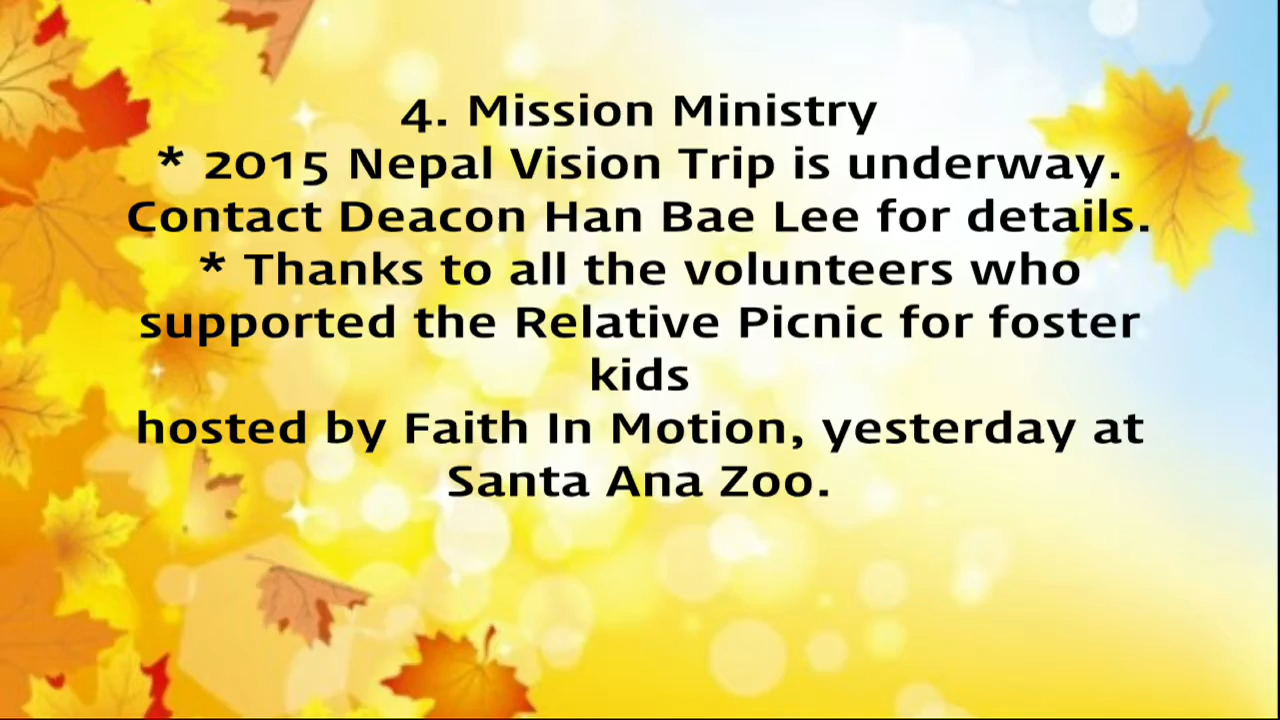 4. Mission Ministry
* 2015 Nepal Vision Trip is underway.
Contact Deacon Han Bae Lee for details.
* Thanks to all the volunteers who
supported the Relative Picnic for foster
kids
hosted by Faith In Motion, yesterday at
Santa Ana Zoo.